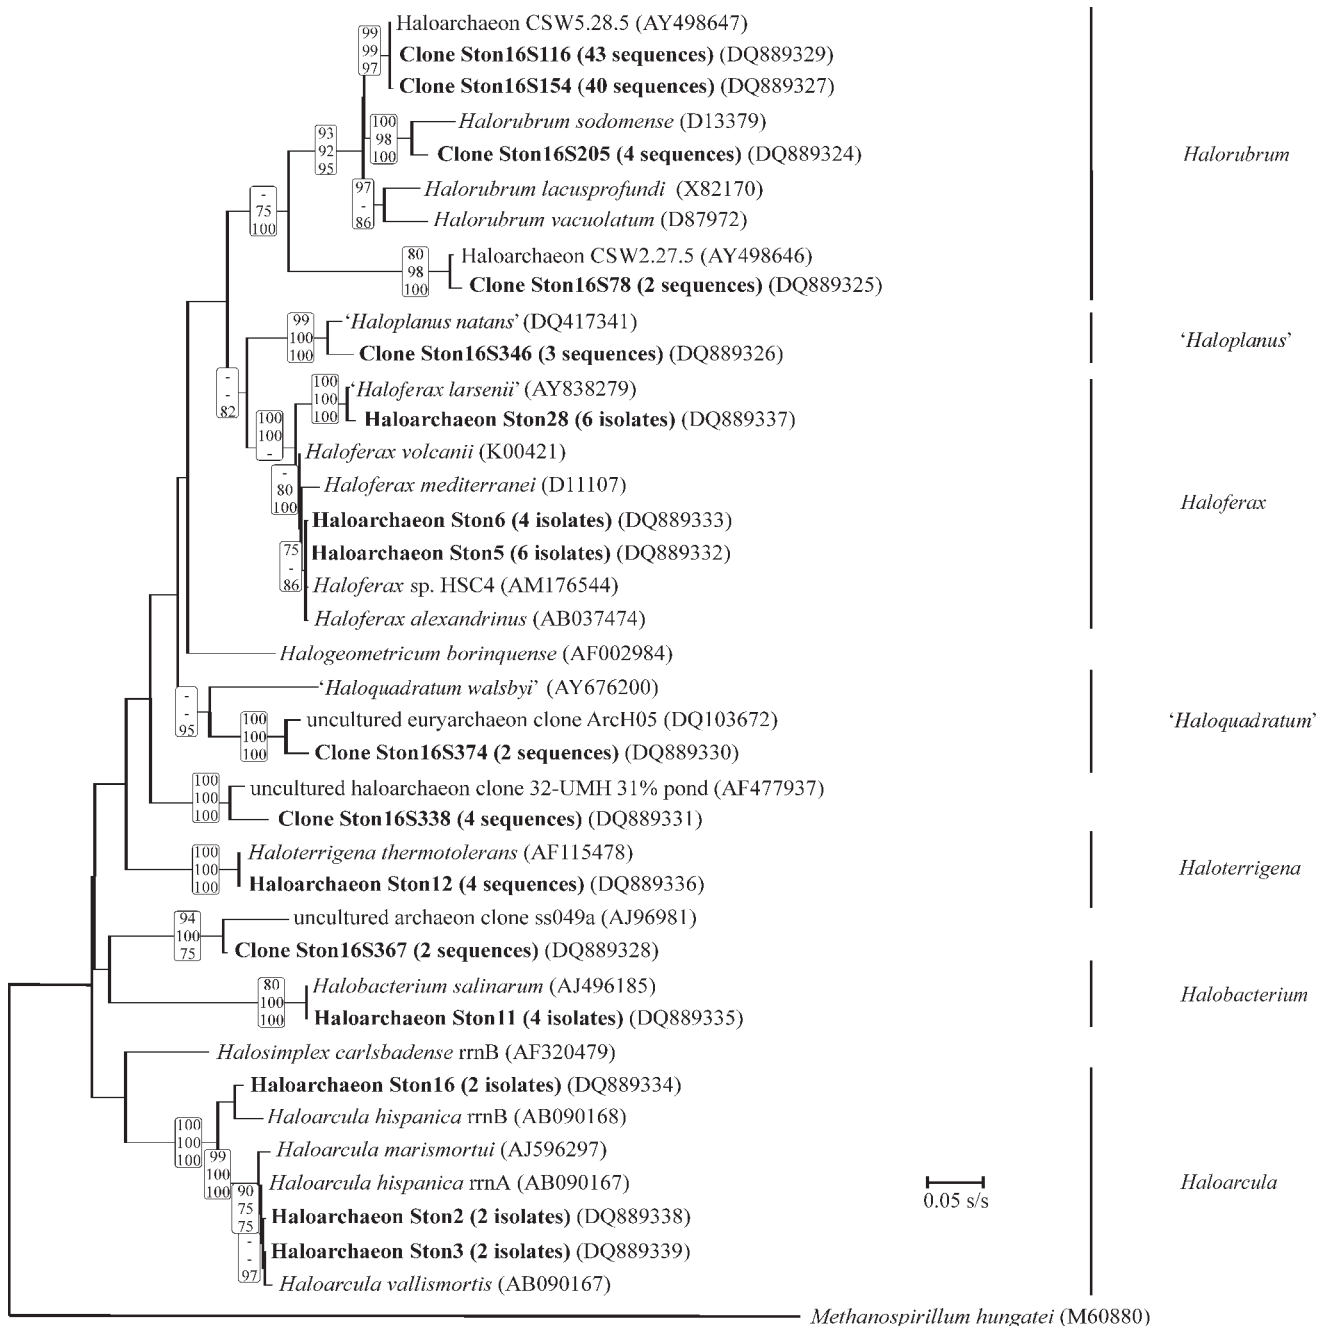 Haloarchaeon CSW5.28.5 (AY498647)
99
99
97
Clone Ston16S116 (43 sequences) (DQ889329)
Clone Ston16S154 (40 sequences) (DQ889327)
Halorubrum sodomense (D13379)
100
98
100
93
92
95
Clone Ston16S205 (4 sequences) (DQ889324)
Halorubrum
Halorubrum lacusprofundi (X82170)
97
-
86
-
75
100
Halorubrum vacuolatum (D87972)
Haloarchaeon CSW2.27.5 (AY498646)
80
98
100
Clone Ston16S78 (2 sequences) (DQ889325)
'Haloplanus natans' (DQ417341)
99
100
100
'Haloplanus'
Clone Ston16S346 (3 sequences) (DQ889326)
-
-
82
'Haloferax larsenii' (AY838279)
100
100
100
Haloarchaeon Ston28 (6 isolates) (DQ889337)
100
100
-
Haloferax volcanii (K00421)
-
80
100
Haloferax mediterranei (D11107)
Haloferax
Haloarchaeon Ston6 (4 isolates) (DQ889333)
Haloarchaeon Ston5 (6 isolates) (DQ889332)
75
-
86
Haloferax sp. HSC4 (AM176544)
Haloferax alexandrinus (AB037474)
Halogeometricum borinquense (AF002984)
'Haloquadratum walsbyi' (AY676200)
-
-
95
uncultured euryarchaeon clone ArcH05 (DQ103672)
'Haloquadratum'
100
100
100
Clone Ston16S374 (2 sequences) (DQ889330)
uncultured haloarchaeon clone 32-UMH 31% pond (AF477937)
100
100
100
Clone Ston16S338 (4 sequences) (DQ889331)
Haloterrigena thermotolerans (AF115478)
100
100
100
Haloterrigena
Haloarchaeon Ston12 (4 sequences) (DQ889336)
uncultured archaeon clone ss049a (AJ96981)
94
100
75
Clone Ston16S367 (2 sequences) (DQ889328)
Halobacterium salinarum (AJ496185)
80
100
100
Halobacterium
Haloarchaeon Ston11 (4 isolates) (DQ889335)
Halosimplex carlsbadense rrnB (AF320479)
Haloarchaeon Ston16 (2 isolates) (DQ889334)
Haloarcula hispanica rrnB (AB090168)
100
100
100
Haloarcula marismortui (AJ596297)
99
100
100
Haloarcula hispanica rrnA (AB090167)
Haloarcula
90
75
75
0.05 s/s
Haloarchaeon Ston2 (2 isolates) (DQ889338)
Haloarchaeon Ston3 (2 isolates) (DQ889339)
-
-
97
Haloarcula vallismortis (AB090167)
Methanospirillum hungatei (M60880)